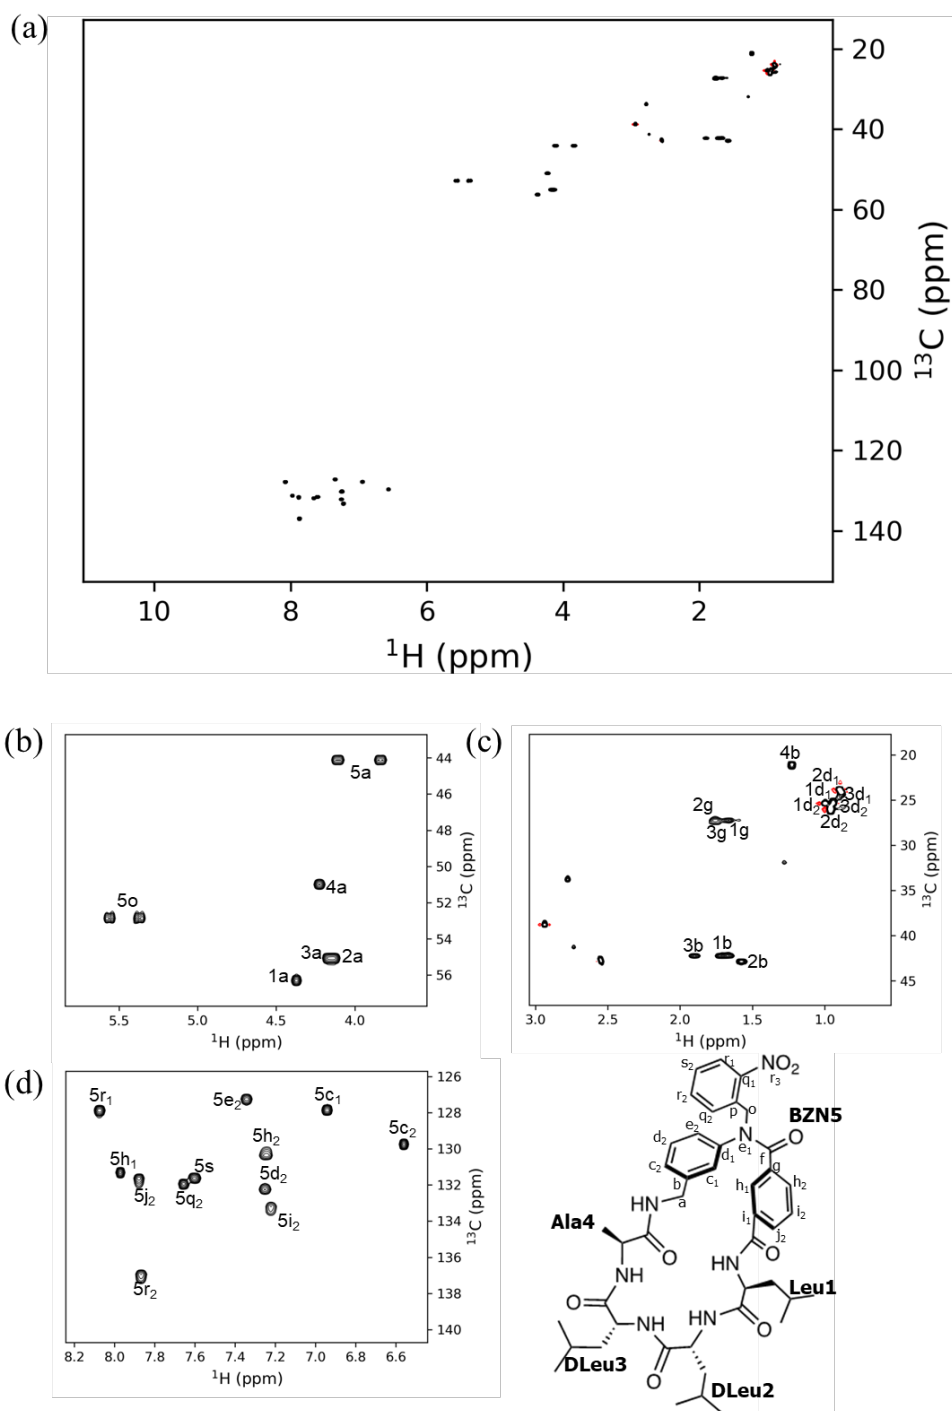 (a)
20
40
60
80
100
120
140
¹³C (ppm)
10 8 6 4 2
¹H (ppm)
(b)
44
46
48
50
52
54
56
¹³C (ppm)
5a
4a
5o
3a 2a
1a
5.5 5.0 4.5 4.0
¹H (ppm)
(c)
20
25
30
35
40
45
¹³C (ppm)
4b
2d₁
1d₁ 3d₁
1d₂ 3d₂
2d₂
2g
3g 1g
3b 1b
2b
3.0 2.5 2.0 1.5 1.0
¹H (ppm)
(d)
126
128
130
132
134
136
138
140
¹³C (ppm)
5r₁ 5e₂ 5c₁
5c₂
5h₂
5h₁ 5s 5d₂
5j₂ 5q₂
5i₂
5r₂
8.2 8.0 7.8 7.6 7.4 7.2 7.0 6.8 6.6
¹H (ppm)
s₂ r₁ NO₂
q₁ r₃
r₂
q₂ p o
BZN5
e₂ N O
d₂ d₁ e₁ f
c₂ g
c₁ h₁ h₂
b
HN a i₁ i₂
j₂
Ala4
O O
NH HN
Leu1
O NH NH O
DLeu3
O
DLeu2